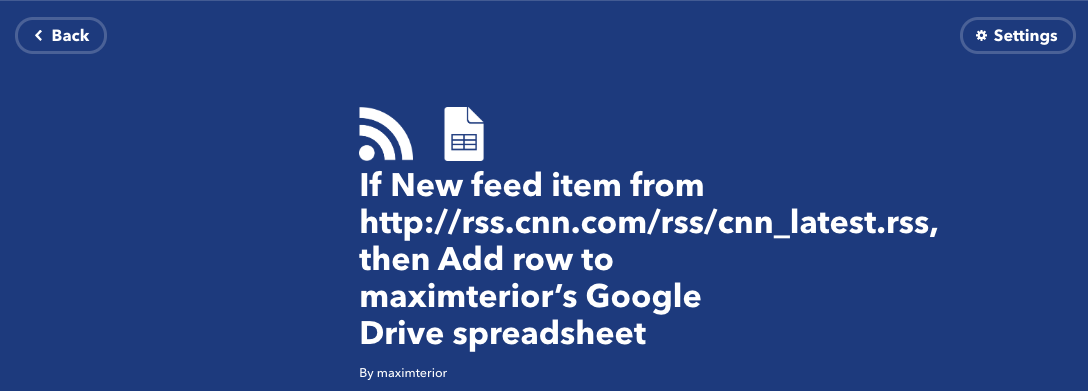 Back
Settings
If New feed item from
http://rss.cnn.com/rss/cnn_latest.rss,
then Add row to
maximterior’s Google
Drive spreadsheet
By maximterior